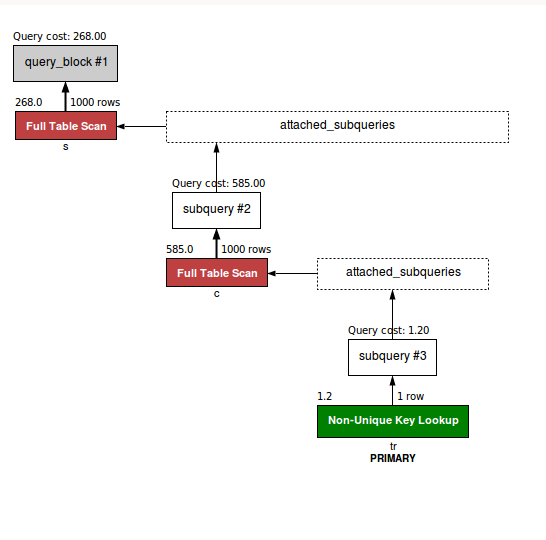 Query cost: 268.00
query_block #1
268.0 1000 rows
Full Table Scan
s
attached_subqueries
Query cost: 585.00
subquery #2
585.0 1000 rows
Full Table Scan
c
attached_subqueries
Query cost: 1.20
subquery #3
1.2 1 row
Non-Unique Key Lookup
tr
PRIMARY